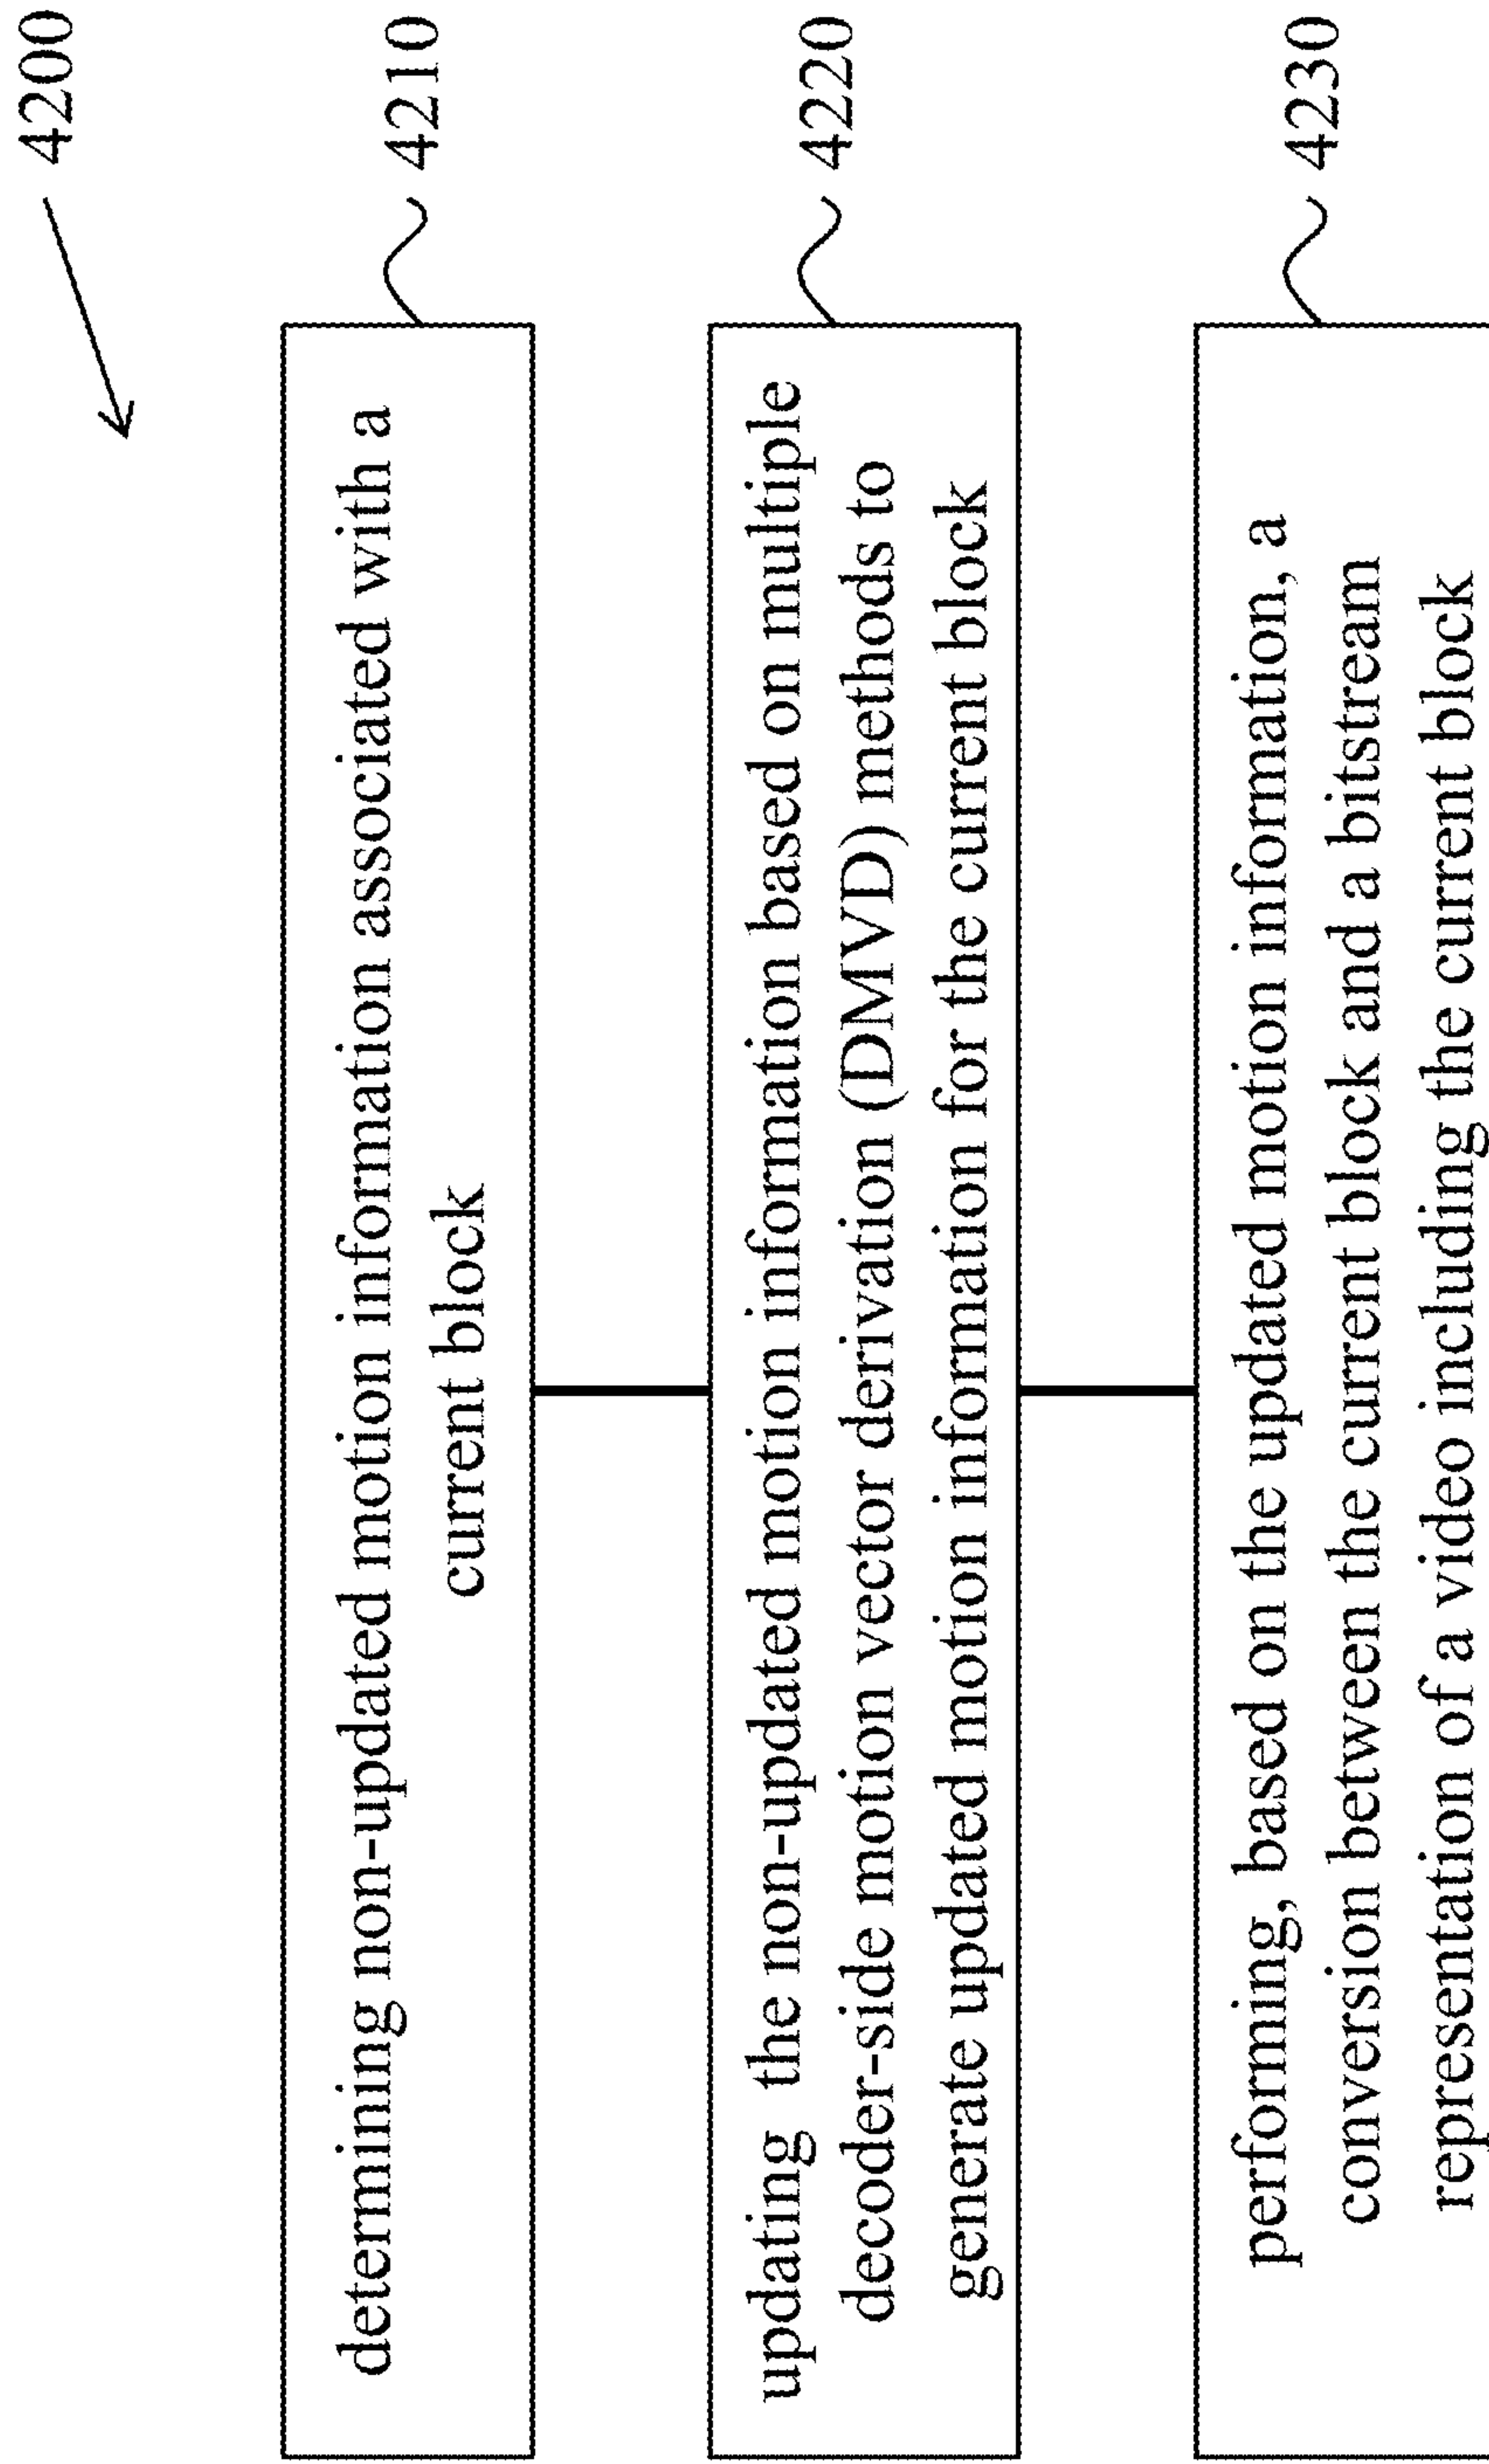 4200
determining non-updated motion information associated with a
current block
4210
updating the non-updated motion information based on multiple
decoder-side motion vector derivation (DMVD) methods to
generate updated motion information for the current block
4220
performing, based on the updated motion information, a
conversion between the current block and a bitstream
representation of a video including the current block
4230